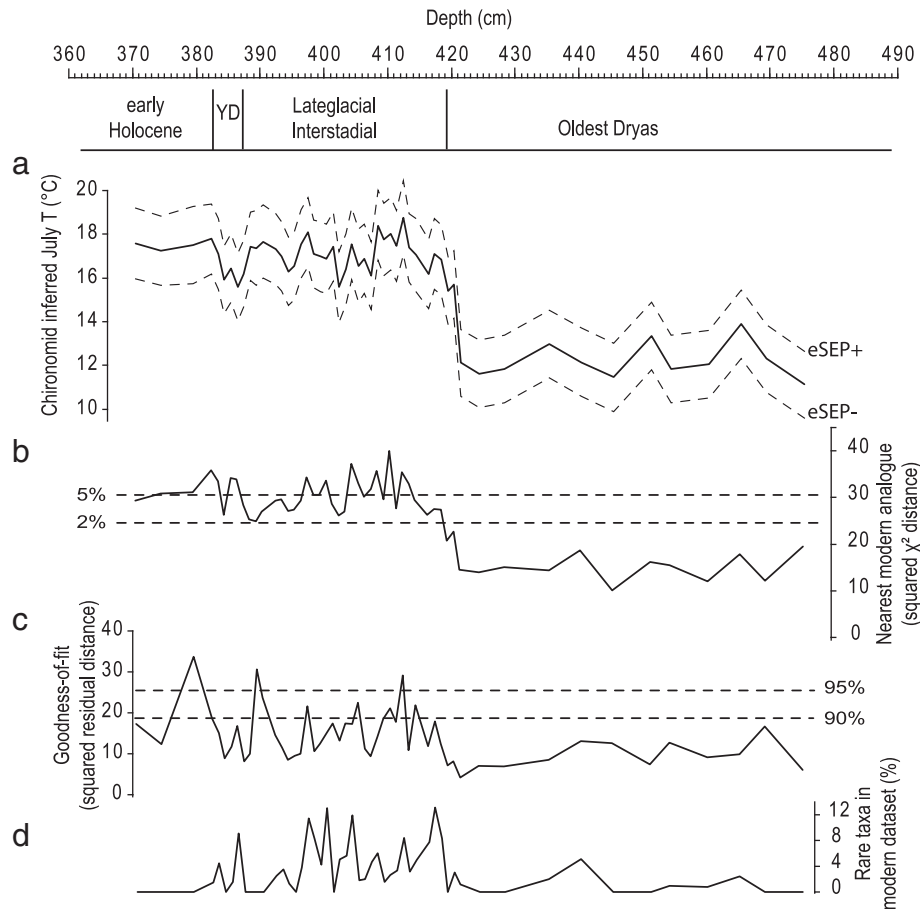 Depth (cm)
360 370 380 390 400 410 420 430 440 450 460 470 480 490
early
Holocene
YD
Lateglacial
Interstadial
Oldest Dryas
a
Chironomid inferred July T (°C)
20
18
16
14
12
10
eSEP+
eSEP-
b
5%
2%
40
30
20
10
0
Nearest modern analogue
(squared χ² distance)
c
Goodness-of-fit
(squared residual distance)
40
30
20
10
0
95%
90%
d
12
8
4
0
Rare taxa in
modern dataset (%)